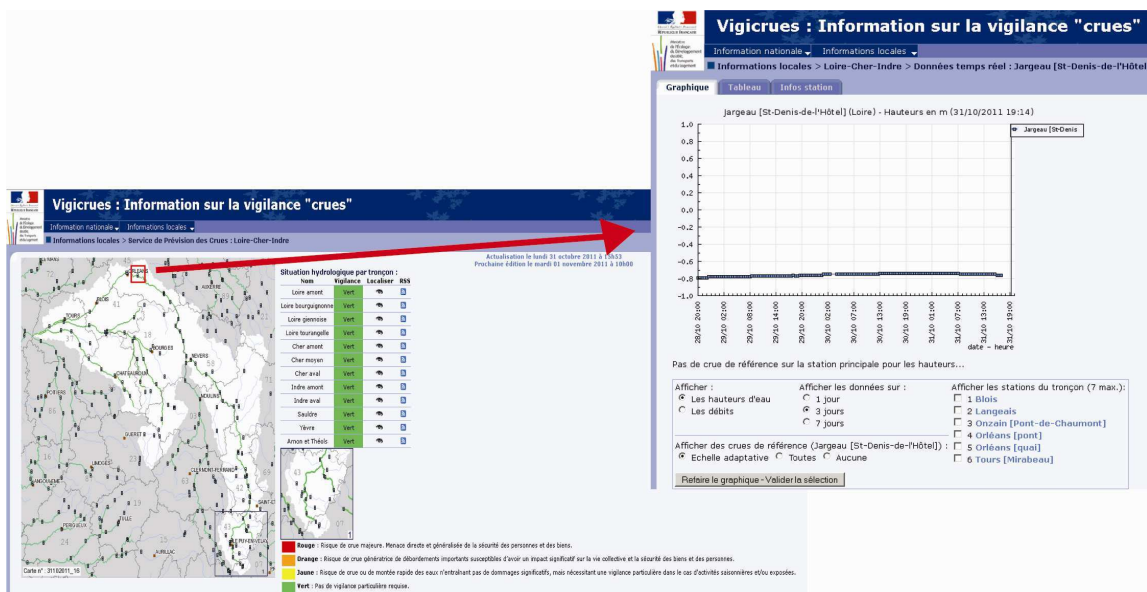 Vigicrues : Information sur la vigilance "crues"
Information nationale Informations locales
Informations locales > Service de Prévision des Crues : Loire-Cher-Indre
Actualisation le lundi 31 octobre 2011 à 15h53
Prochaine édition le mardi 01 novembre 2011 à 10h00
ORLEANS
AUXERRE
BLOIS
TOURS
BOURGES
NEVERS
CHATEAUROUX
POITIERS
MOULINS
GUERET
LIMOGES
CLERMONT-FERRAND
ANGOULEME
PERIGUEUX
TULLE
AURILLAC
LE PUY-EN-VELAY
Carte n° : 31102011_16
Situation hydrologique par tronçon :
Nom Vigilance Localiser RSS
Loire amont Vert
Loire bourguignonne Vert
Loire giennoise Vert
Loire tourangelle Vert
Cher amont Vert
Cher moyen Vert
Cher aval Vert
Indre amont Vert
Indre aval Vert
Sauldre Vert
Yèvre Vert
Arnon et Théols Vert
Rouge : Risque de crue majeure. Menace directe et généralisée de la sécurité des personnes et des biens.
Orange : Risque de crue génératrice de débordements importants susceptibles d'avoir un impact significatif sur la vie collective et la sécurité des biens et des personnes.
Jaune : Risque de crue ou de montée rapide des eaux n'entraînant pas de dommages significatifs, mais nécessitant une vigilance particulière dans le cas d'activités saisonnières et/ou exposées.
Vert : Pas de vigilance particulière requise.
Vigicrues : Information sur la vigilance "crues"
Information nationale Informations locales
Informations locales > Loire-Cher-Indre > Données temps réel : Jargeau [St-Denis-de-l'Hôtel
Graphique Tableau Infos station
Jargeau [St-Denis-de-l'Hôtel] (Loire) - Hauteurs en m (31/10/2011 19:14)
Jargeau [St-Denis
1.0
0.8
0.6
0.4
0.2
0.0
-0.2
-0.4
-0.6
-0.8
-1.0
28/10 20:00
29/10 02:00
29/10 08:00
29/10 14:00
29/10 20:00
30/10 02:00
30/10 07:00
30/10 13:00
30/10 19:00
31/10 01:00
31/10 07:00
31/10 13:00
31/10 19:00
date - heure
Pas de crue de référence sur la station principale pour les hauteurs...
Afficher :
Les hauteurs d'eau
Les débits
Afficher les données sur :
1 jour
3 jours
7 jours
Afficher des crues de référence (Jargeau [St-Denis-de-l'Hôtel]) :
Echelle adaptative Toutes Aucune
Afficher les stations du tronçon (7 max.):
1 Blois
2 Langeais
3 Onzain [Pont-de-Chaumont]
4 Orléans [pont]
5 Orléans [quai]
6 Tours [Mirabeau]
Refaire le graphique - Valider la sélection